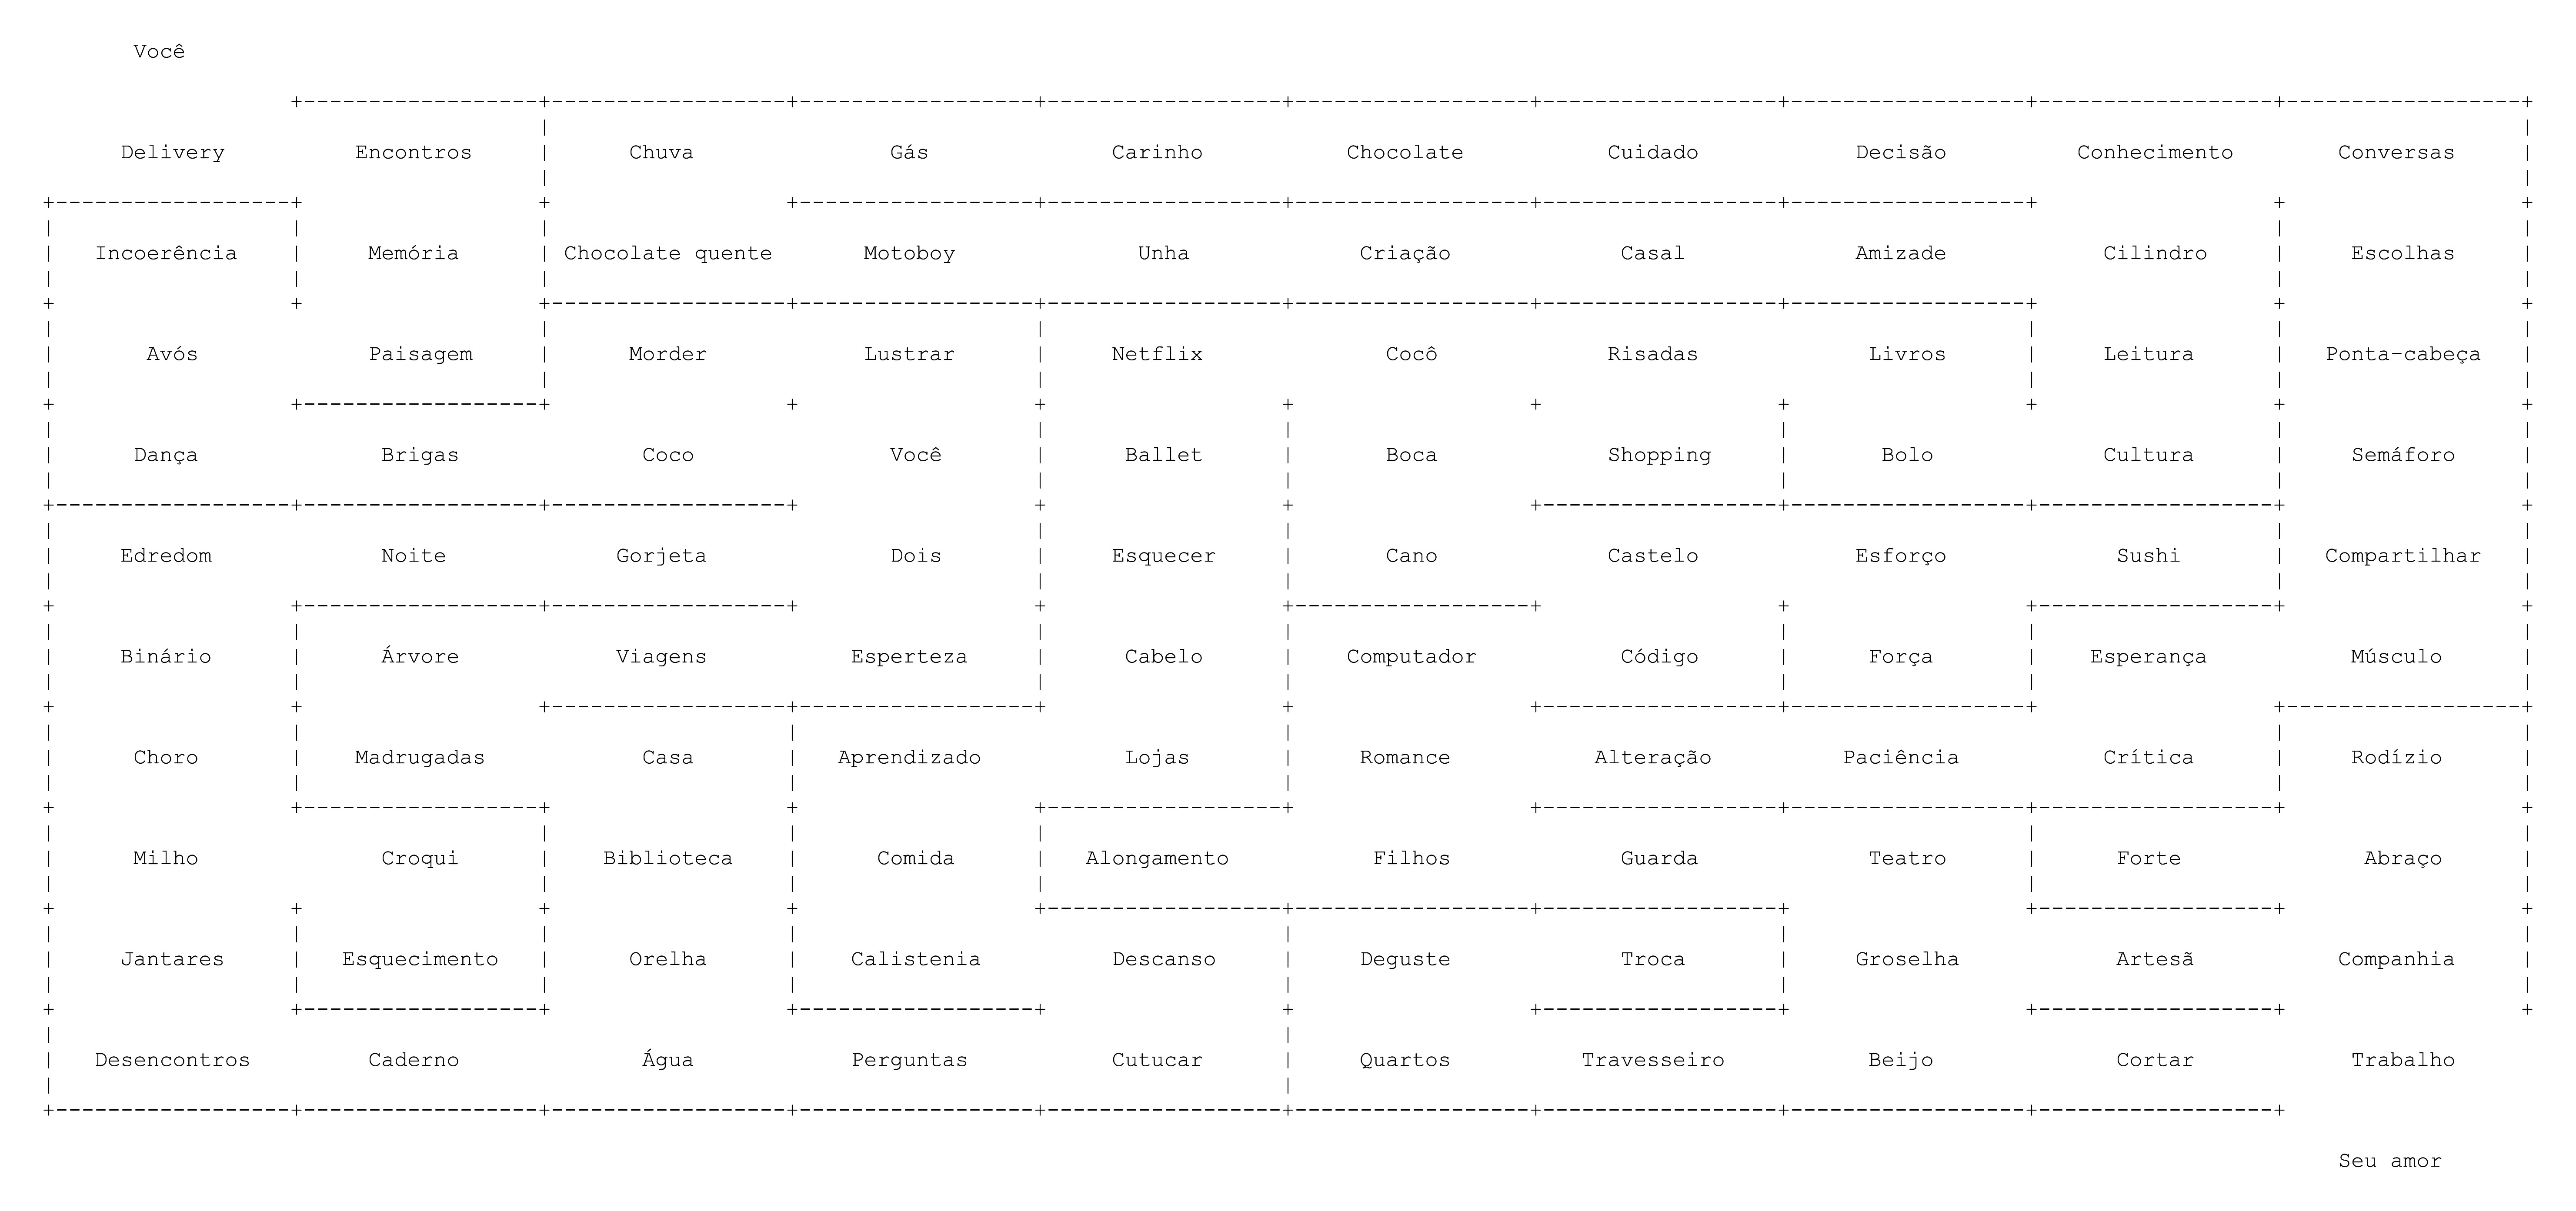 Você
Delivery Encontros Chuva Gás Carinho Chocolate Cuidado Decisão Conhecimento Conversas
Incoerência Memória Chocolate quente Motoboy Unha Criação Casal Amizade Cilindro Escolhas
Avós Paisagem Morder Lustrar Netflix Cocô Risadas Livros Leitura Ponta-cabeça
Dança Brigas Coco Você Ballet Boca Shopping Bolo Cultura Semáforo
Edredom Noite Gorjeta Dois Esquecer Cano Castelo Esforço Sushi Compartilhar
Binário Árvore Viagens Esperteza Cabelo Computador Código Força Esperança Músculo
Choro Madrugadas Casa Aprendizado Lojas Romance Alteração Paciência Crítica Rodízio
Milho Croqui Biblioteca Comida Alongamento Filhos Guarda Teatro Forte Abraço
Jantares Esquecimento Orelha Calistenia Descanso Deguste Troca Groselha Artesã Companhia
Desencontros Caderno Água Perguntas Cutucar Quartos Travesseiro Beijo Cortar Trabalho
Seu amor